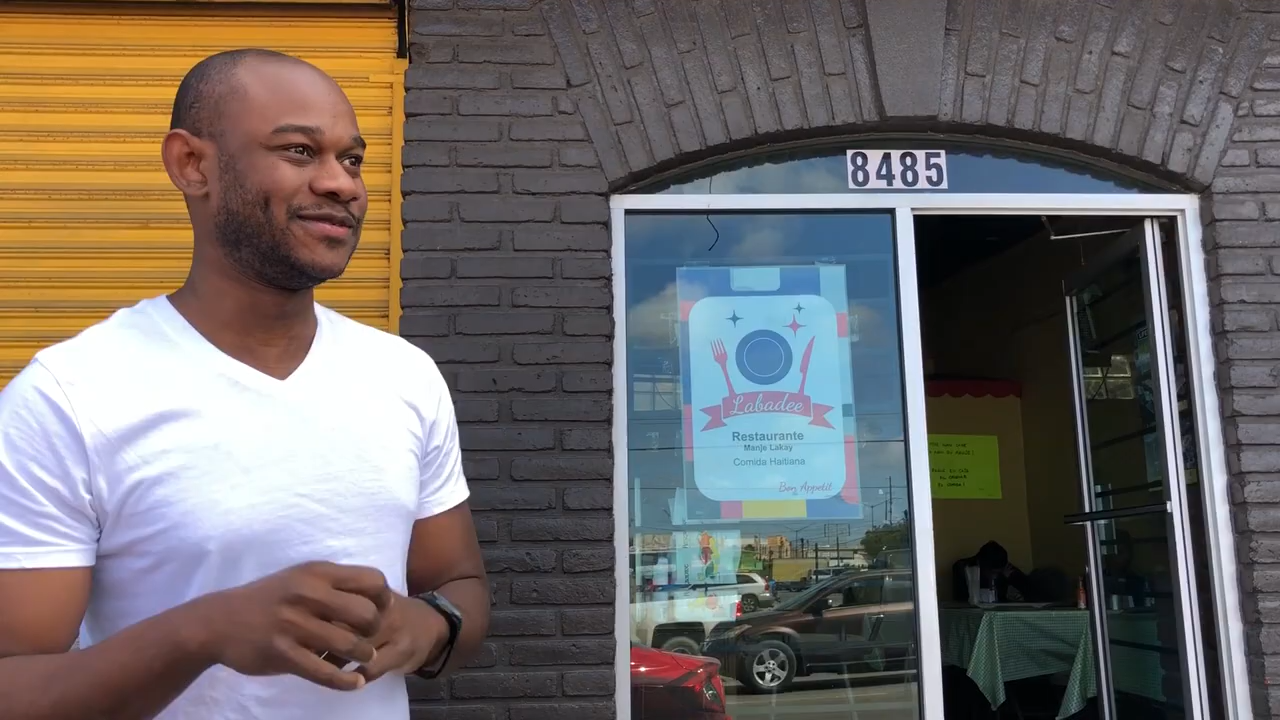 8485
Labadee
Restaurante
Manje Lakay
Comida Haitiana
Bon Appetit